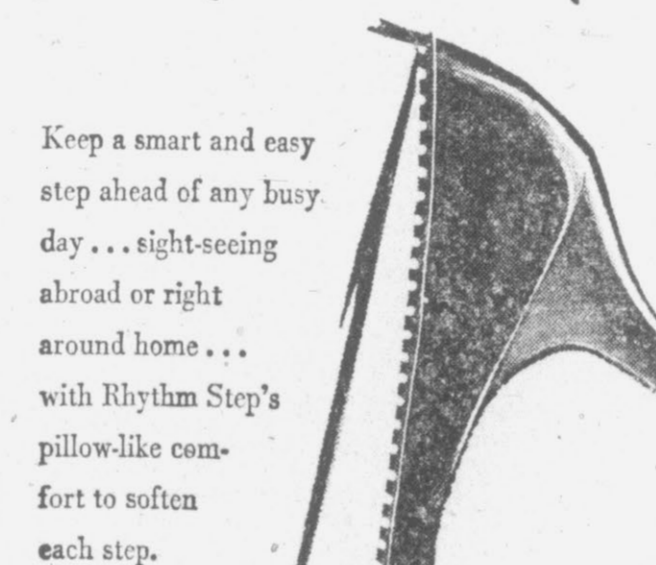 Keep a smart and easy
step ahead of any busy
day... sight-seeing
abroad or right
around home...
with Rhythm Step's
pillow-like com-
fort to soften
each step.